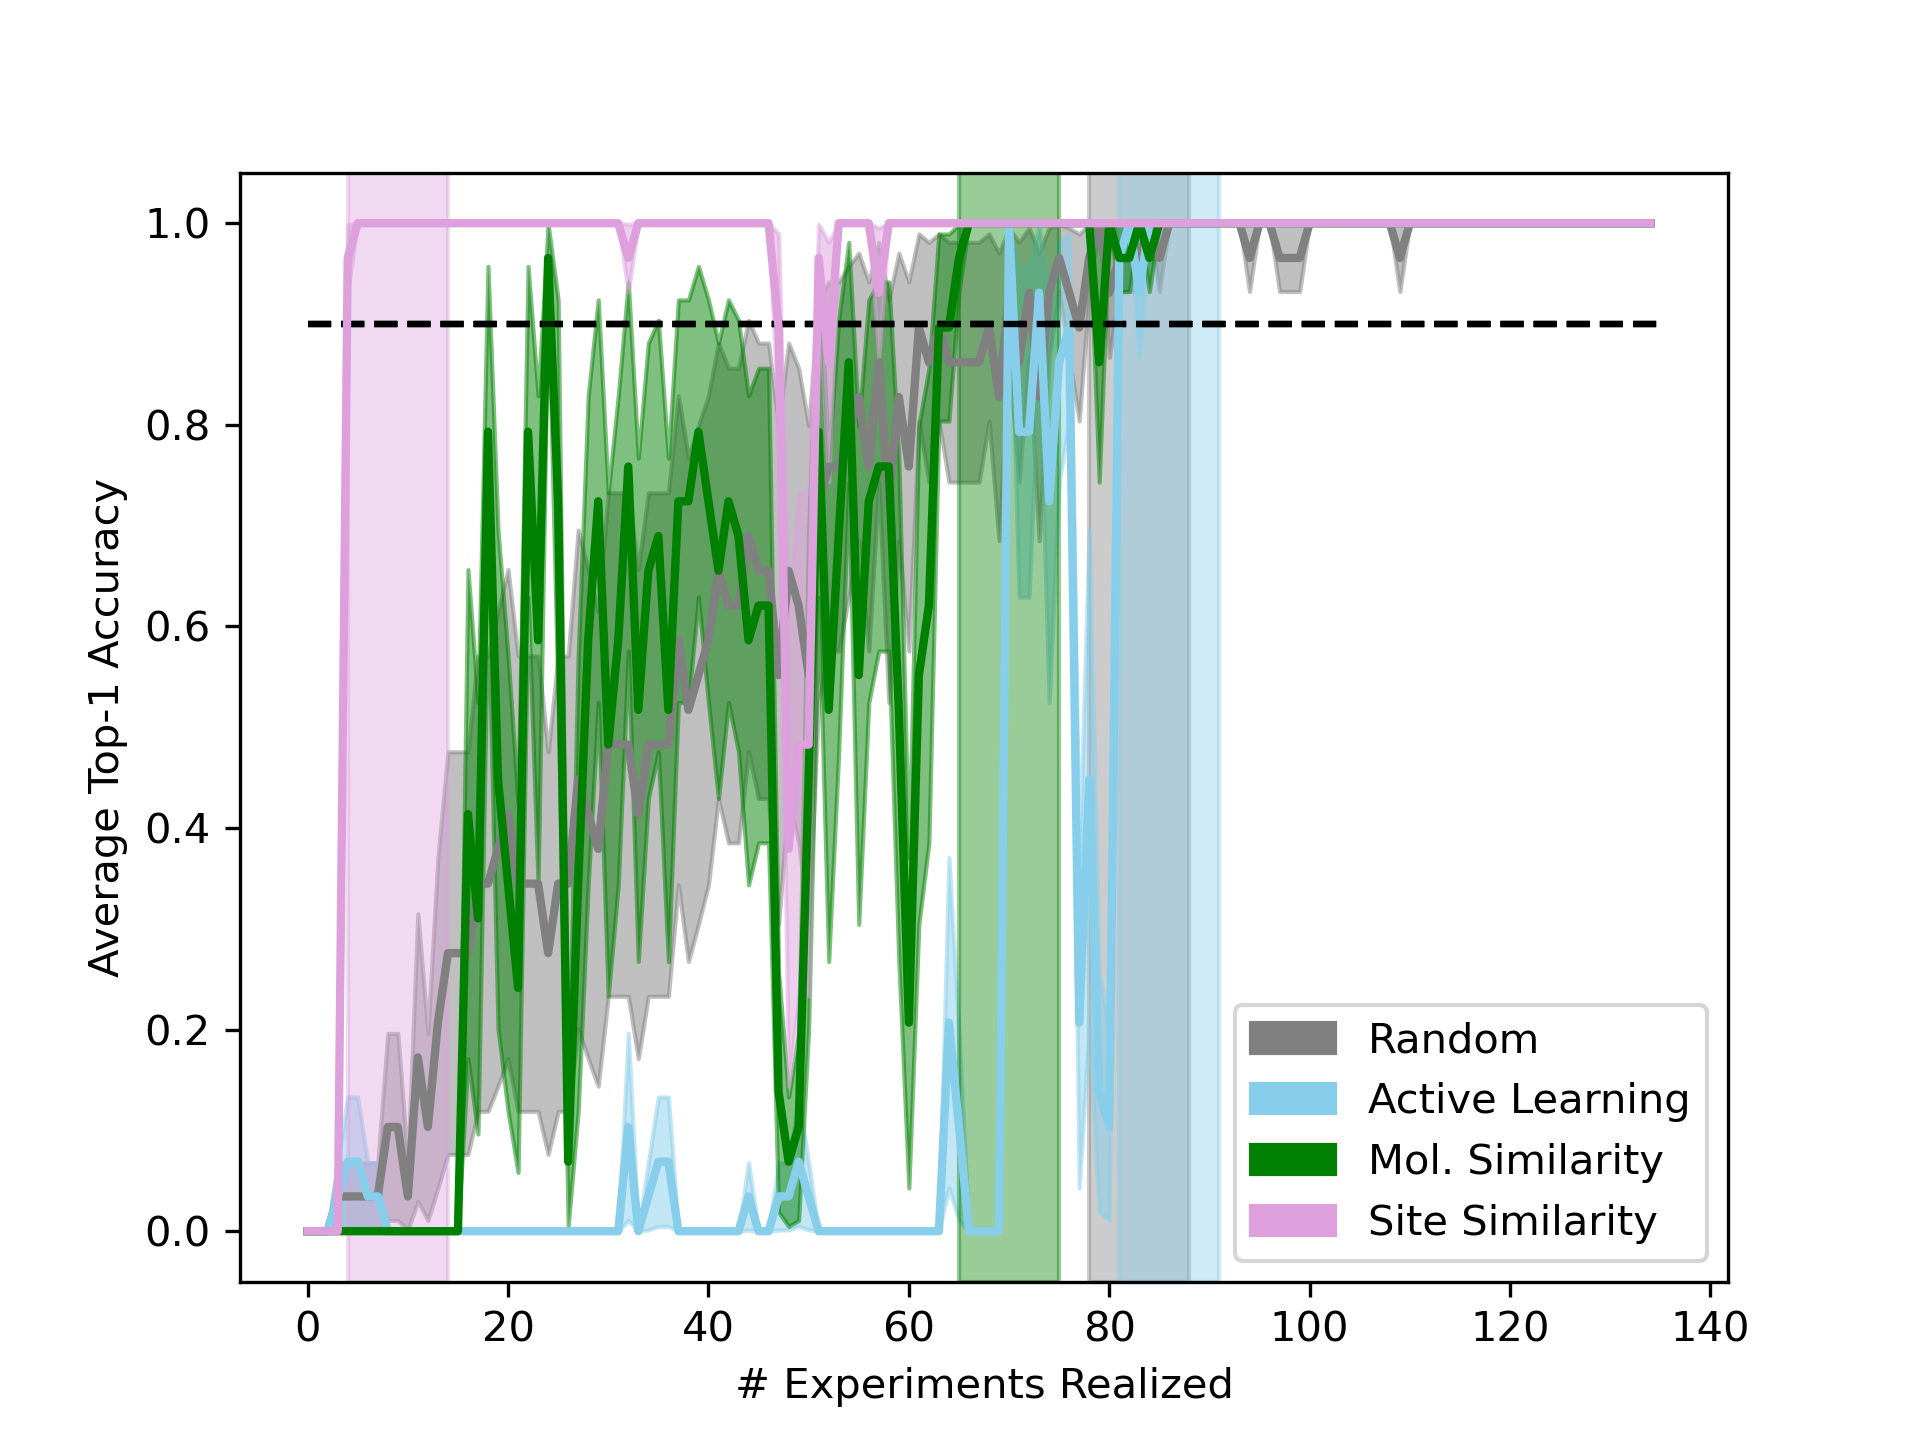 Average Top-1 Accuracy
1.0
0.8
0.6
0.4
0.2
0.0
Random
Active Learning
Mol. Similarity
Site Similarity
0 20 40 60 80 100 120 140
# Experiments Realized